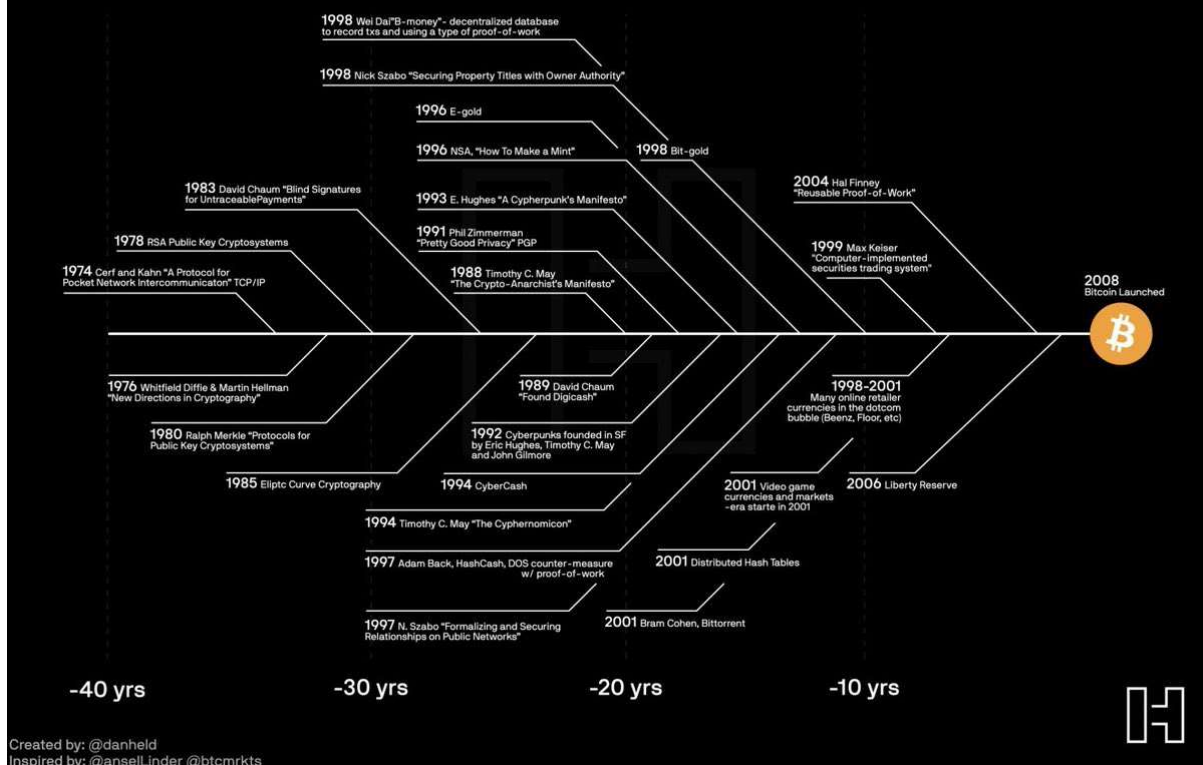 1998 Wei Dai"B-money"- decentralized database
to record txs and using a type of proof-of-work
1998 Nick Szabo "Securing Property Titles with Owner Authority"
1996 E-gold
1996 NSA, "How To Make a Mint"
1998 Bit-gold
1983 David Chaum "Blind Signatures
for UntraceablePayments"
1993 E. Hughes "A Cypherpunk's Manifesto"
2004 Hal Finney
"Reusable Proof-of-Work"
1978 RSA Public Key Cryptosystems
1991 Phil Zimmerman
"Pretty Good Privacy" PGP
1999 Max Keiser
"Computer-implemented
securities trading system"
1974 Cerf and Kahn "A Protocol for
Pocket Network Intercommunicaton" TCP/IP
1988 Timothy C. May
"The Crypto-Anarchist's Manifesto"
2008
Bitcoin Launched
1976 Whitfield Diffie & Martin Hellman
"New Directions in Cryptography"
1989 David Chaum
"Found Digicash"
1998-2001
Many online retailer
currencies in the dotcom
bubble (Beenz, Floor, etc)
1980 Ralph Merkle "Protocols for
Public Key Cryptosystems"
1992 Cyberpunks founded in SF
by Eric Hughes, Timothy C. May
and John Gilmore
1985 Eliptc Curve Cryptography
1994 CyberCash
2001 Video game
currencies and markets
-era starte in 2001
2006 Liberty Reserve
1994 Timothy C. May "The Cyphernomicon"
1997 Adam Back, HashCash, DOS counter-measure
w/ proof-of-work
2001 Distributed Hash Tables
1997 N. Szabo "Formalizing and Securing
Relationships on Public Networks"
2001 Bram Cohen, Bittorrent
-40 yrs
-30 yrs
-20 yrs
-10 yrs
Created by: @danheld
Inspired by: @anselLinder @btcmrkts